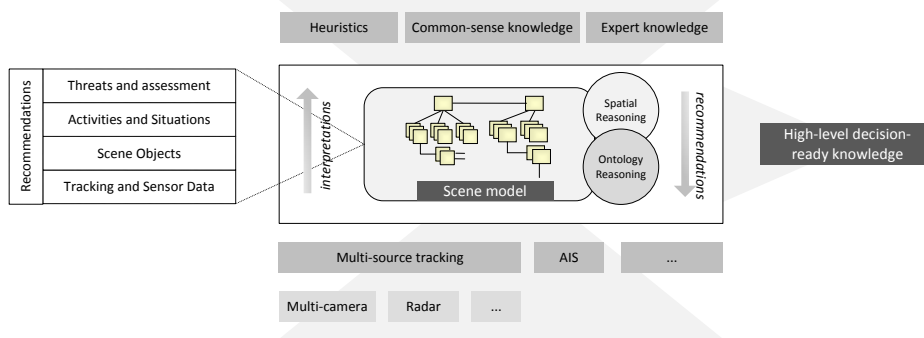 Heuristics
Common-sense knowledge
Expert knowledge
Recommendations
Threats and assessment
Activities and Situations
Scene Objects
Tracking and Sensor Data
interpretations
Scene model
Spatial
Reasoning
Ontology
Reasoning
recommendations
High-level decision-
ready knowledge
Multi-source tracking
AIS
...
Multi-camera
Radar
...